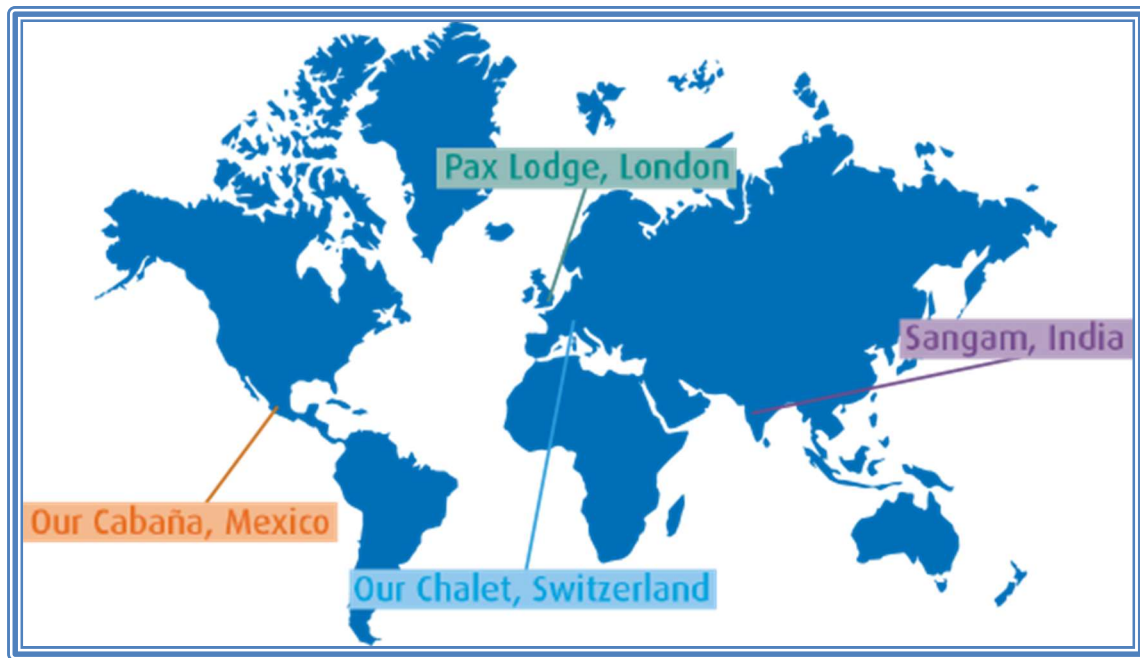 Pax Lodge, London
Sangam, India
Our Cabaña, Mexico
Our Chalet, Switzerland